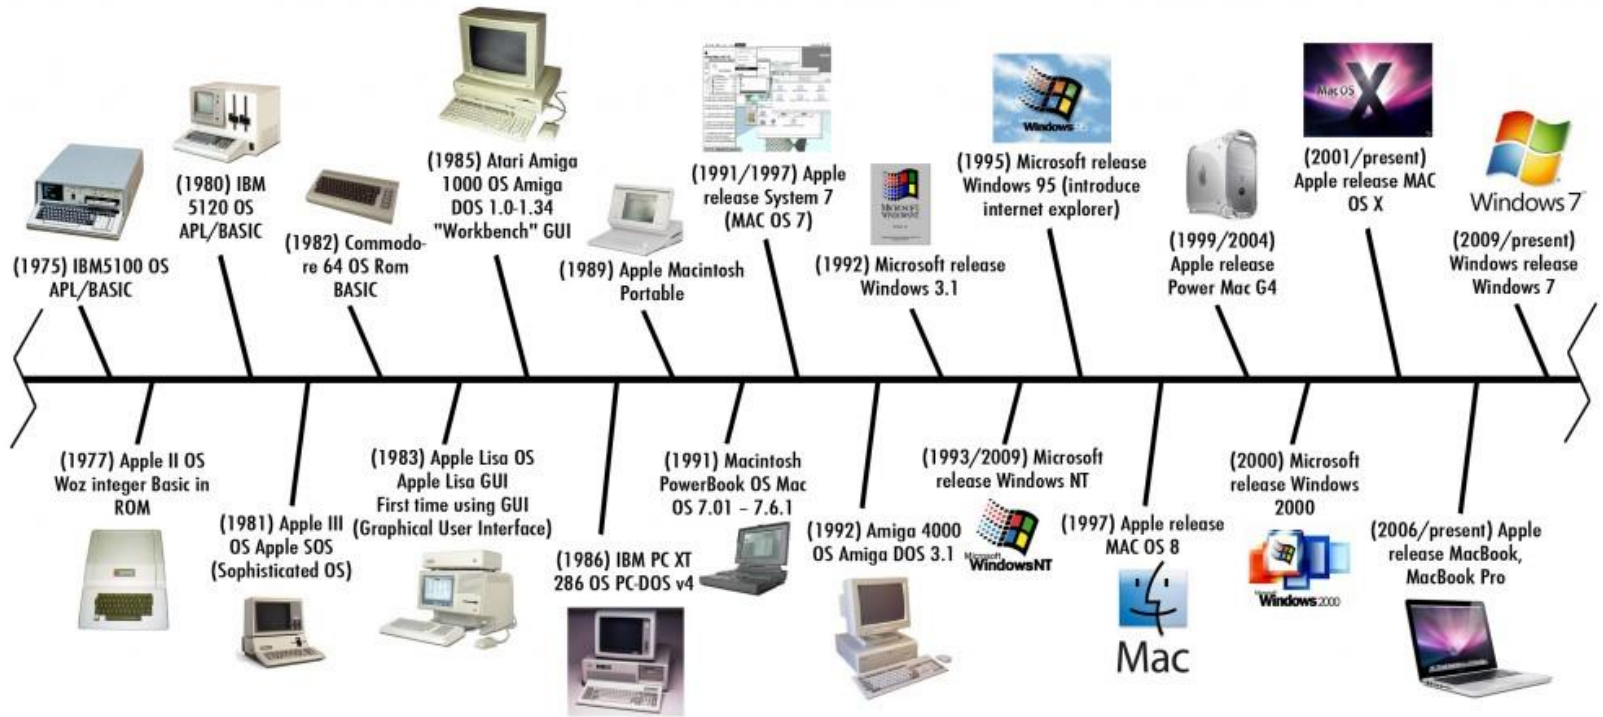 (1975) IBM5100 OS
APL/BASIC
(1980) IBM
5120 OS
APL/BASIC
(1982) Commodo-
re 64 OS Rom
BASIC
(1985) Atari Amiga
1000 OS Amiga
DOS 1.0-1.34
"Workbench" GUI
(1989) Apple Macintosh
Portable
(1991/1997) Apple
release System 7
(MAC OS 7)
MICROSOFT
WINDOWS NT
(1992) Microsoft release
Windows 3.1
Windows
(1995) Microsoft release
Windows 95 (introduce
internet explorer)
(1999/2004)
Apple release
Power Mac G4
Mac OS X
(2001/present)
Apple release MAC
OS X
Windows 7
(2009/present)
Windows release
Windows 7
(1977) Apple II OS
Woz integer Basic in
ROM
(1981) Apple III
OS Apple SOS
(Sophisticated OS)
(1983) Apple Lisa OS
Apple Lisa GUI
First time using GUI
(Graphical User Interface)
(1986) IBM PC XT
286 OS PC-DOS v4
(1991) Macintosh
PowerBook OS Mac
OS 7.01 – 7.6.1
(1992) Amiga 4000
OS Amiga DOS 3.1
(1993/2009) Microsoft
release Windows NT
Microsoft
WindowsNT
(1997) Apple release
MAC OS 8
Mac
(2000) Microsoft
release Windows
2000
Microsoft
Windows 2000
(2006/present) Apple
release MacBook,
MacBook Pro